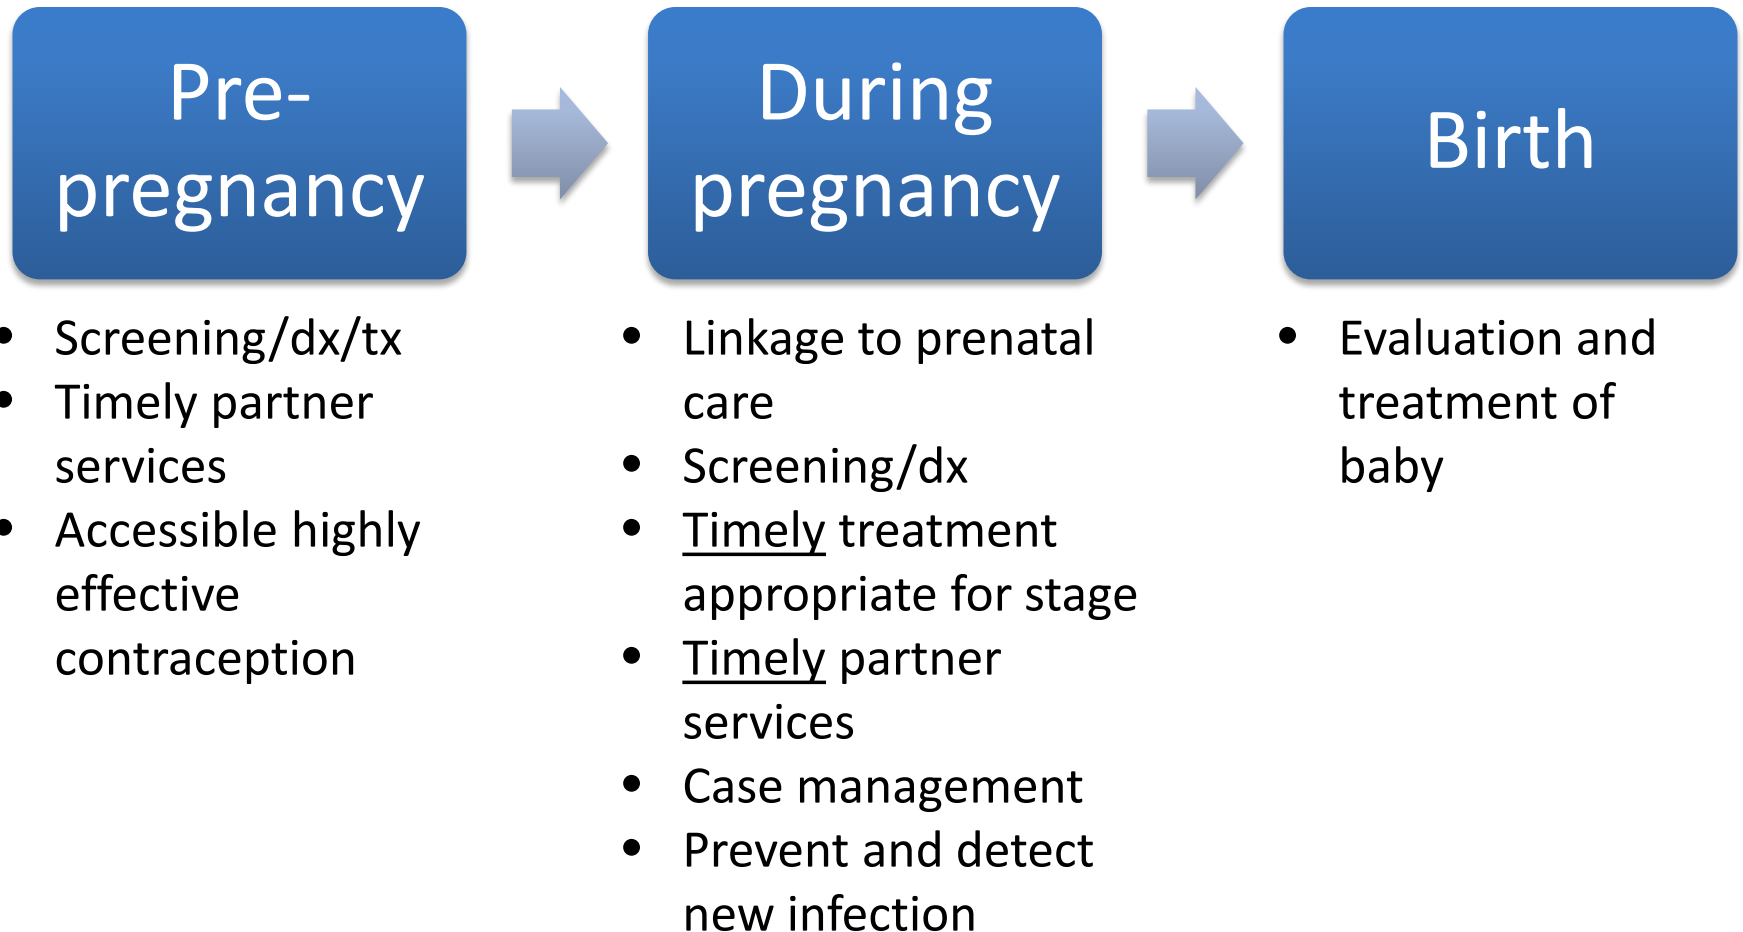 Pre-
pregnancy
• Screening/dx/tx
• Timely partner
services
• Accessible highly
effective
contraception
During
pregnancy
• Linkage to prenatal
care
• Screening/dx
• Timely treatment
appropriate for stage
• Timely partner
services
• Case management
• Prevent and detect
new infection
Birth
• Evaluation and
treatment of
baby